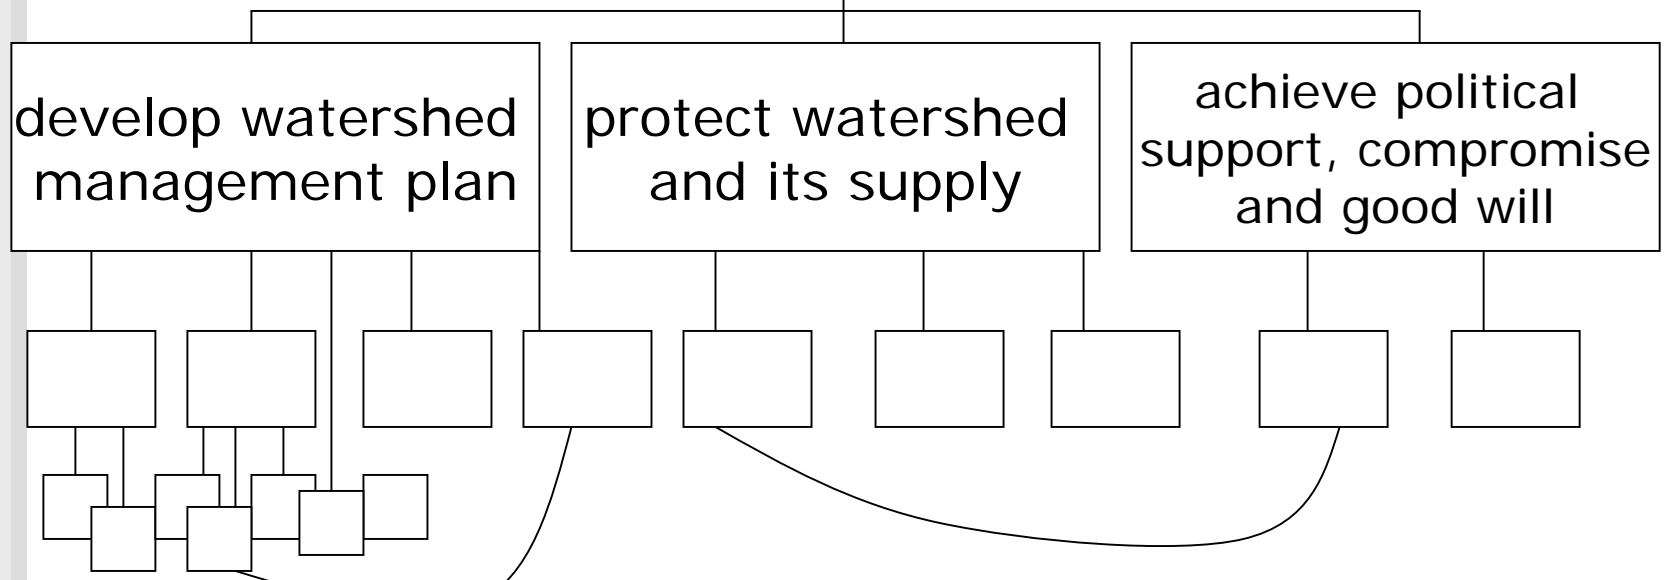 develop watershed
management plan
protect watershed
and its supply
achieve political
support, compromise
and good will